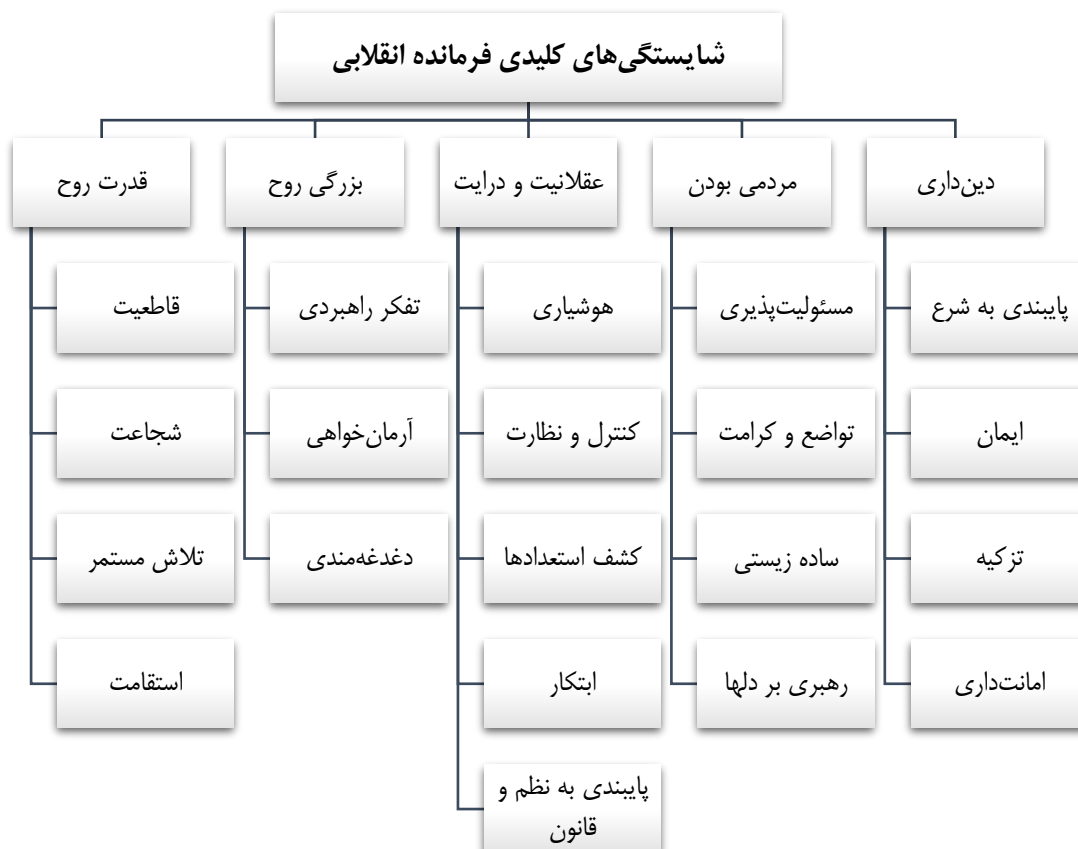 شایستگی‌های کلیدی فرمانده انقلابی
دین‌داری
پایبندی به شرع
ایمان
تزکیه
امانت‌داری
مردمی بودن
مسئولیت‌پذیری
تواضع و کرامت
ساده زیستی
رهبری بر دلها
عقلانیت و درایت
هوشیاری
کنترل و نظارت
کشف استعدادها
ابتکار
پایبندی به نظم و
قانون
بزرگی روح
تفکر راهبردی
آرمان‌خواهی
دغدغه‌مندی
قدرت روح
قاطعیت
شجاعت
تلاش مستمر
استقامت